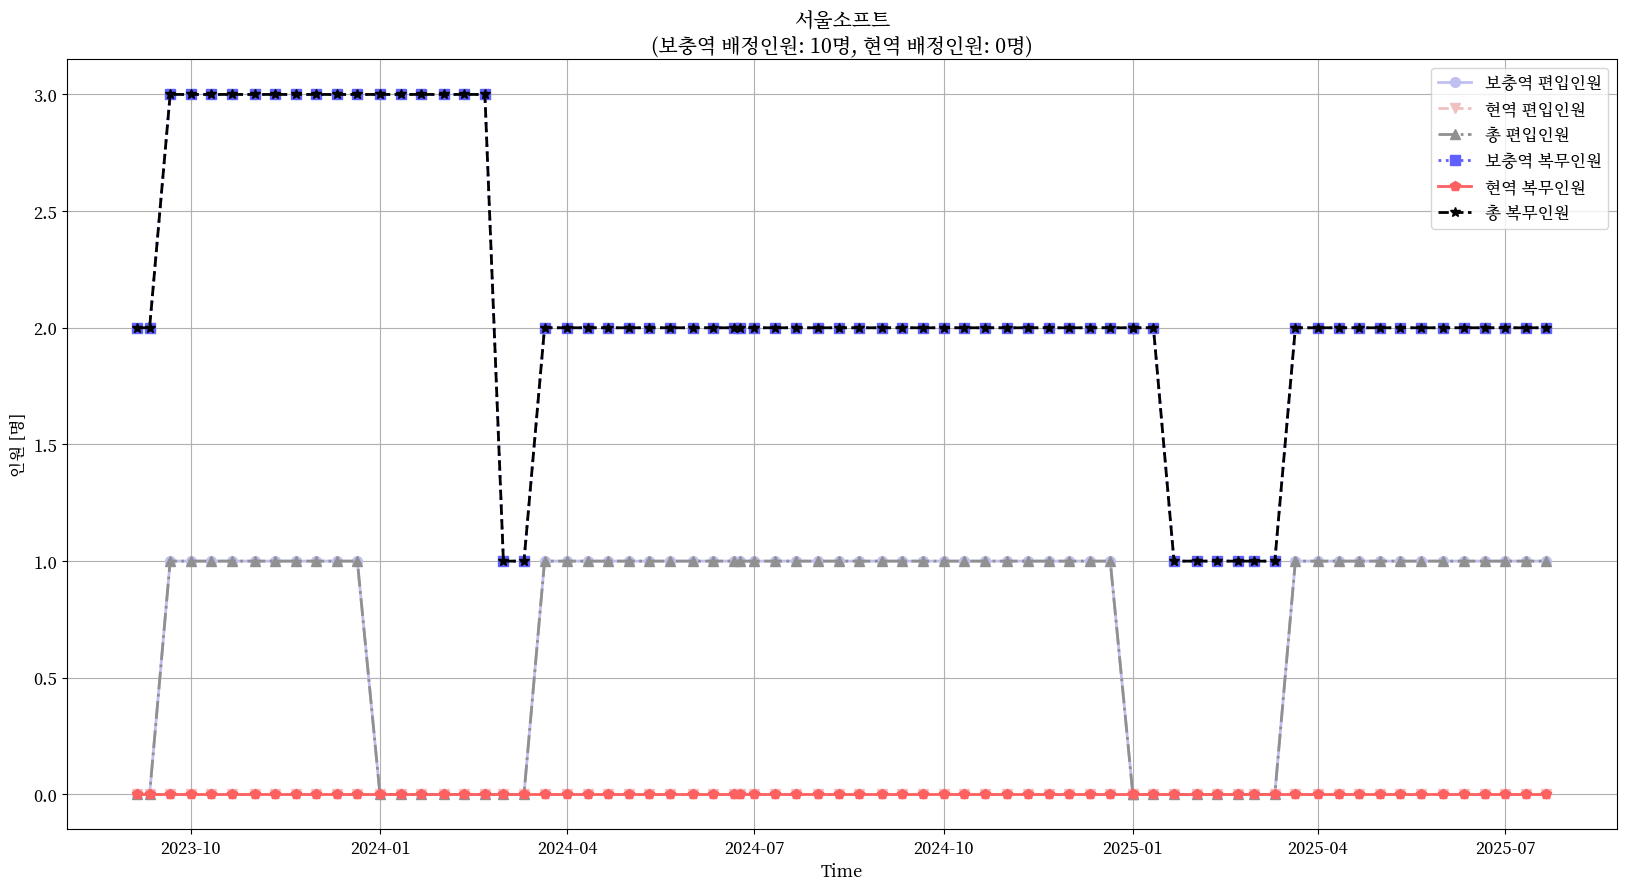 서울소프트
(보충역 배정인원: 10명, 현역 배정인원: 0명)
보충역 편입인원
현역 편입인원
총 편입인원
보충역 복무인원
현역 복무인원
총 복무인원
인원 [명]
3.0
2.5
2.0
1.5
1.0
0.5
0.0
2023-10
2024-01
2024-04
2024-07
2024-10
2025-01
2025-04
2025-07
Time